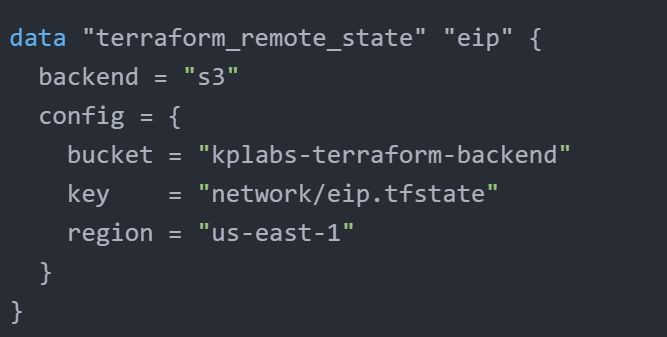 data "terraform_remote_state" "eip" {
  backend = "s3"
  config = {
    bucket = "kplabs-terraform-backend"
    key    = "network/eip.tfstate"
    region = "us-east-1"
  }
}